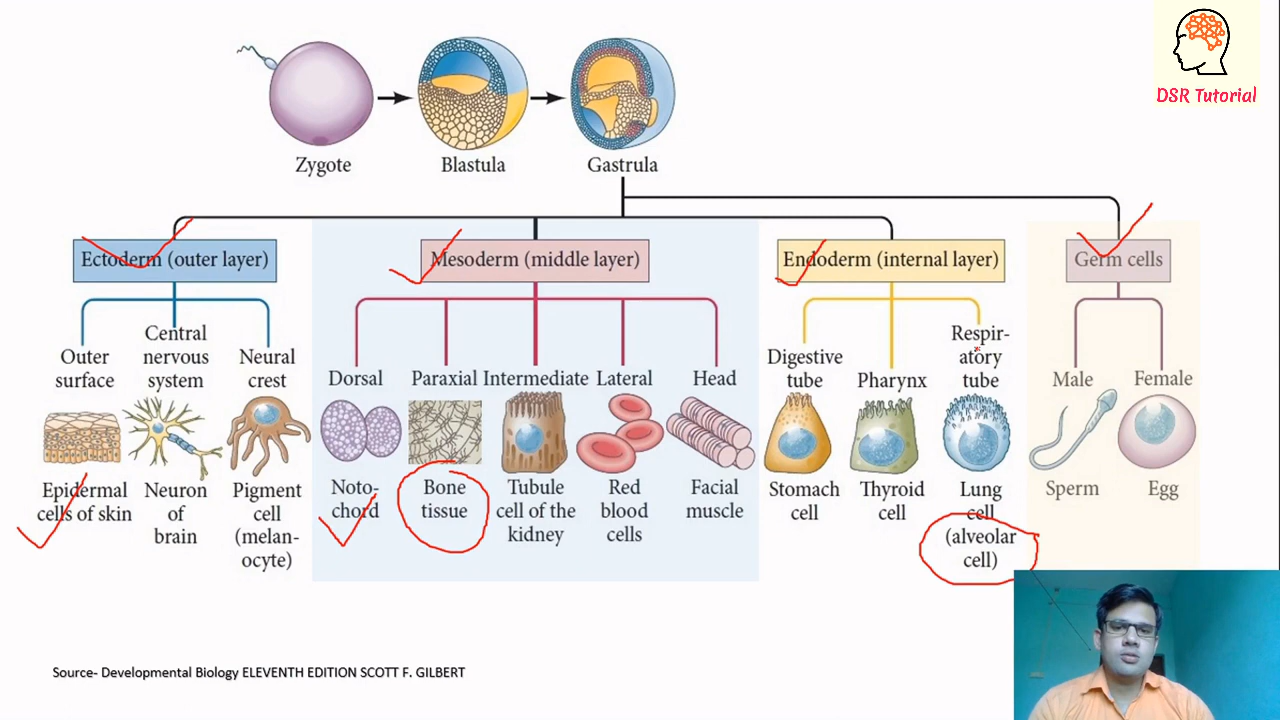 DSR Tutorial
Zygote
Blastula
Gastrula
Ectoderm (outer layer)
Mesoderm (middle layer)
Endoderm (internal layer)
Germ cells
Outer
surface
Central
nervous
system
Neural
crest
Dorsal
Paraxial
Intermediate
Lateral
Head
Digestive
tube
Pharynx
Respir-
atory
tube
Male
Female
Epidermal
cells of skin
Neuron
of
brain
Pigment
cell
(melan-
ocyte)
Noto-
chord
Bone
tissue
Tubule
cell of the
kidney
Red
blood
cells
Facial
muscle
Stomach
cell
Thyroid
cell
Lung
cell
(alveolar
cell)
Sperm
Egg
Source- Developmental Biology ELEVENTH EDITION SCOTT F. GILBERT